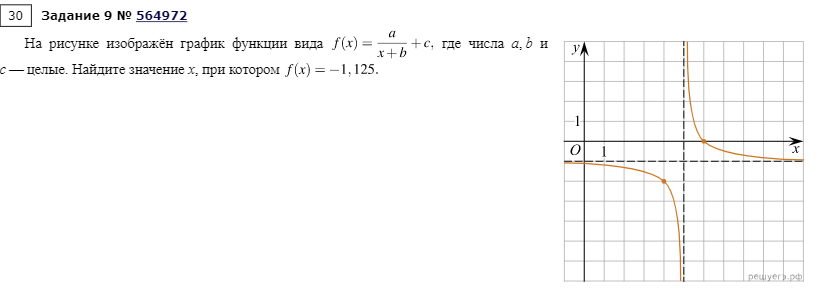 30 Задание 9 № 564972
На рисунке изображён график функции вида f(x) = a/(x+b) + c, где числа a, b и
c — целые. Найдите значение x, при котором f(x) = −1,125.
y
1
O 1 x
решуегэ.рф